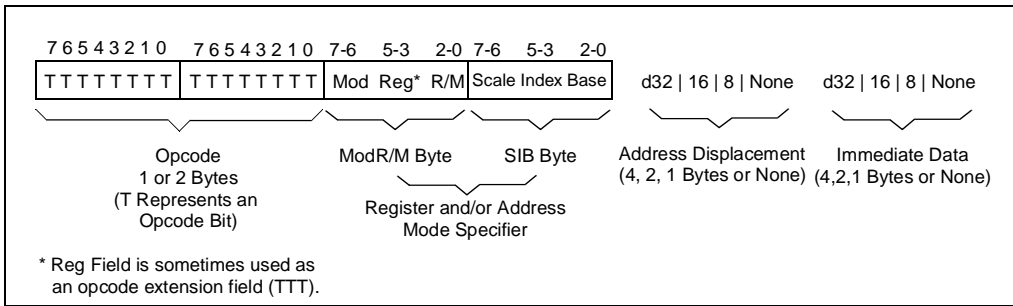 7 6 5 4 3 2 1 0 7 6 5 4 3 2 1 0 7-6 5-3 2-0 7-6 5-3 2-0
T T T T T T T T T T T T T T T T Mod Reg* R/M Scale Index Base d32 | 16 | 8 | None d32 | 16 | 8 | None
Opcode
1 or 2 Bytes
(T Represents an
Opcode Bit)
ModR/M Byte
SIB Byte
Address Displacement
(4, 2, 1 Bytes or None)
Immediate Data
(4,2,1 Bytes or None)
Register and/or Address
Mode Specifier
* Reg Field is sometimes used as
an opcode extension field (TTT).